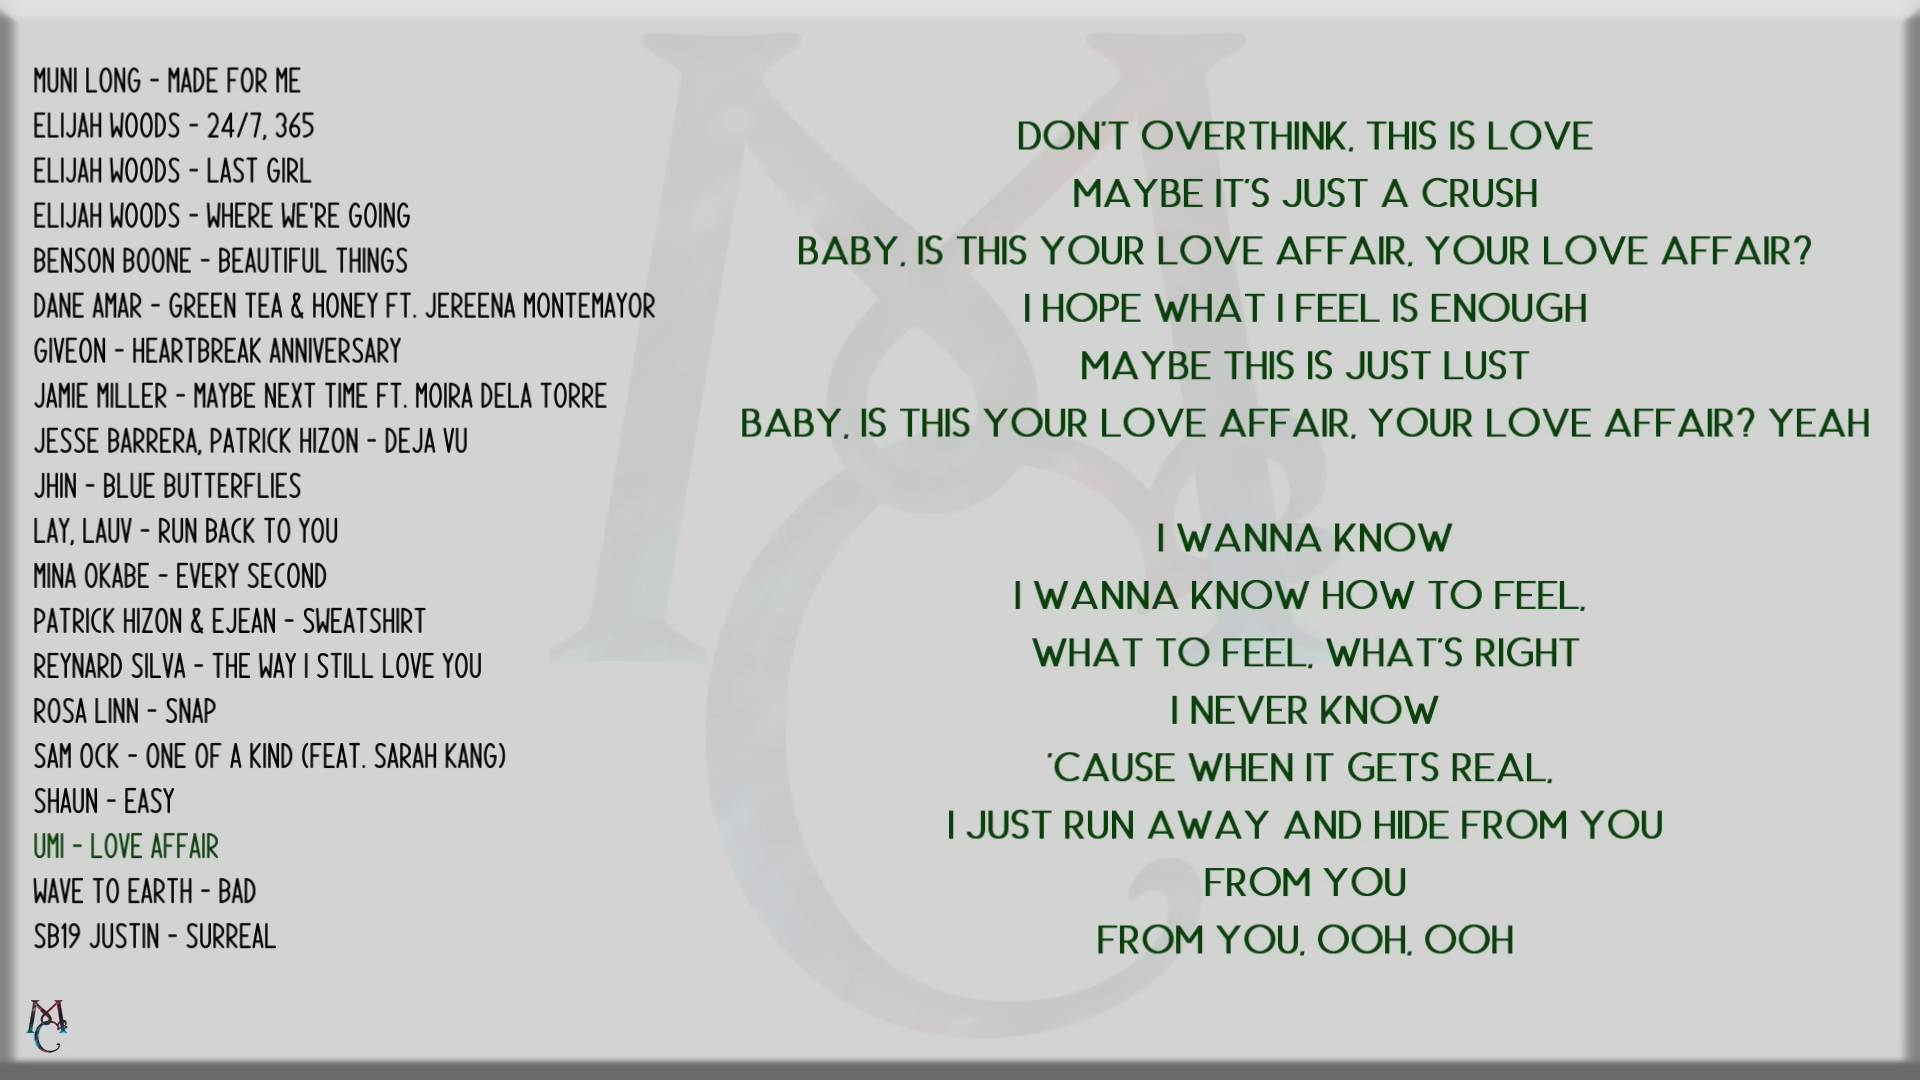 MUNI LONG - MADE FOR ME
ELIJAH WOODS - 24/7, 365
ELIJAH WOODS - LAST GIRL
ELIJAH WOODS - WHERE WE'RE GOING
BENSON BOONE - BEAUTIFUL THINGS
DANE AMAR - GREEN TEA & HONEY FT. JEREENA MONTEMAYOR
GIVEON - HEARTBREAK ANNIVERSARY
JAMIE MILLER - MAYBE NEXT TIME FT. MOIRA DELA TORRE
JESSE BARRERA, PATRICK HIZON - DEJA VU
JHIN - BLUE BUTTERFLIES
LAY, LAUV - RUN BACK TO YOU
MINA OKABE - EVERY SECOND
PATRICK HIZON & EJEAN - SWEATSHIRT
REYNARD SILVA - THE WAY I STILL LOVE YOU
ROSA LINN - SNAP
SAM OCK - ONE OF A KIND (FEAT. SARAH KANG)
SHAUN - EASY
UMI - LOVE AFFAIR
WAVE TO EARTH - BAD
SB19 JUSTIN - SURREAL
DON'T OVERTHINK, THIS IS LOVE
MAYBE IT'S JUST A CRUSH
BABY, IS THIS YOUR LOVE AFFAIR, YOUR LOVE AFFAIR?
I HOPE WHAT I FEEL IS ENOUGH
MAYBE THIS IS JUST LUST
BABY, IS THIS YOUR LOVE AFFAIR, YOUR LOVE AFFAIR? YEAH
I WANNA KNOW
I WANNA KNOW HOW TO FEEL,
WHAT TO FEEL, WHAT'S RIGHT
I NEVER KNOW
'CAUSE WHEN IT GETS REAL,
I JUST RUN AWAY AND HIDE FROM YOU
FROM YOU
FROM YOU, OOH, OOH
MC